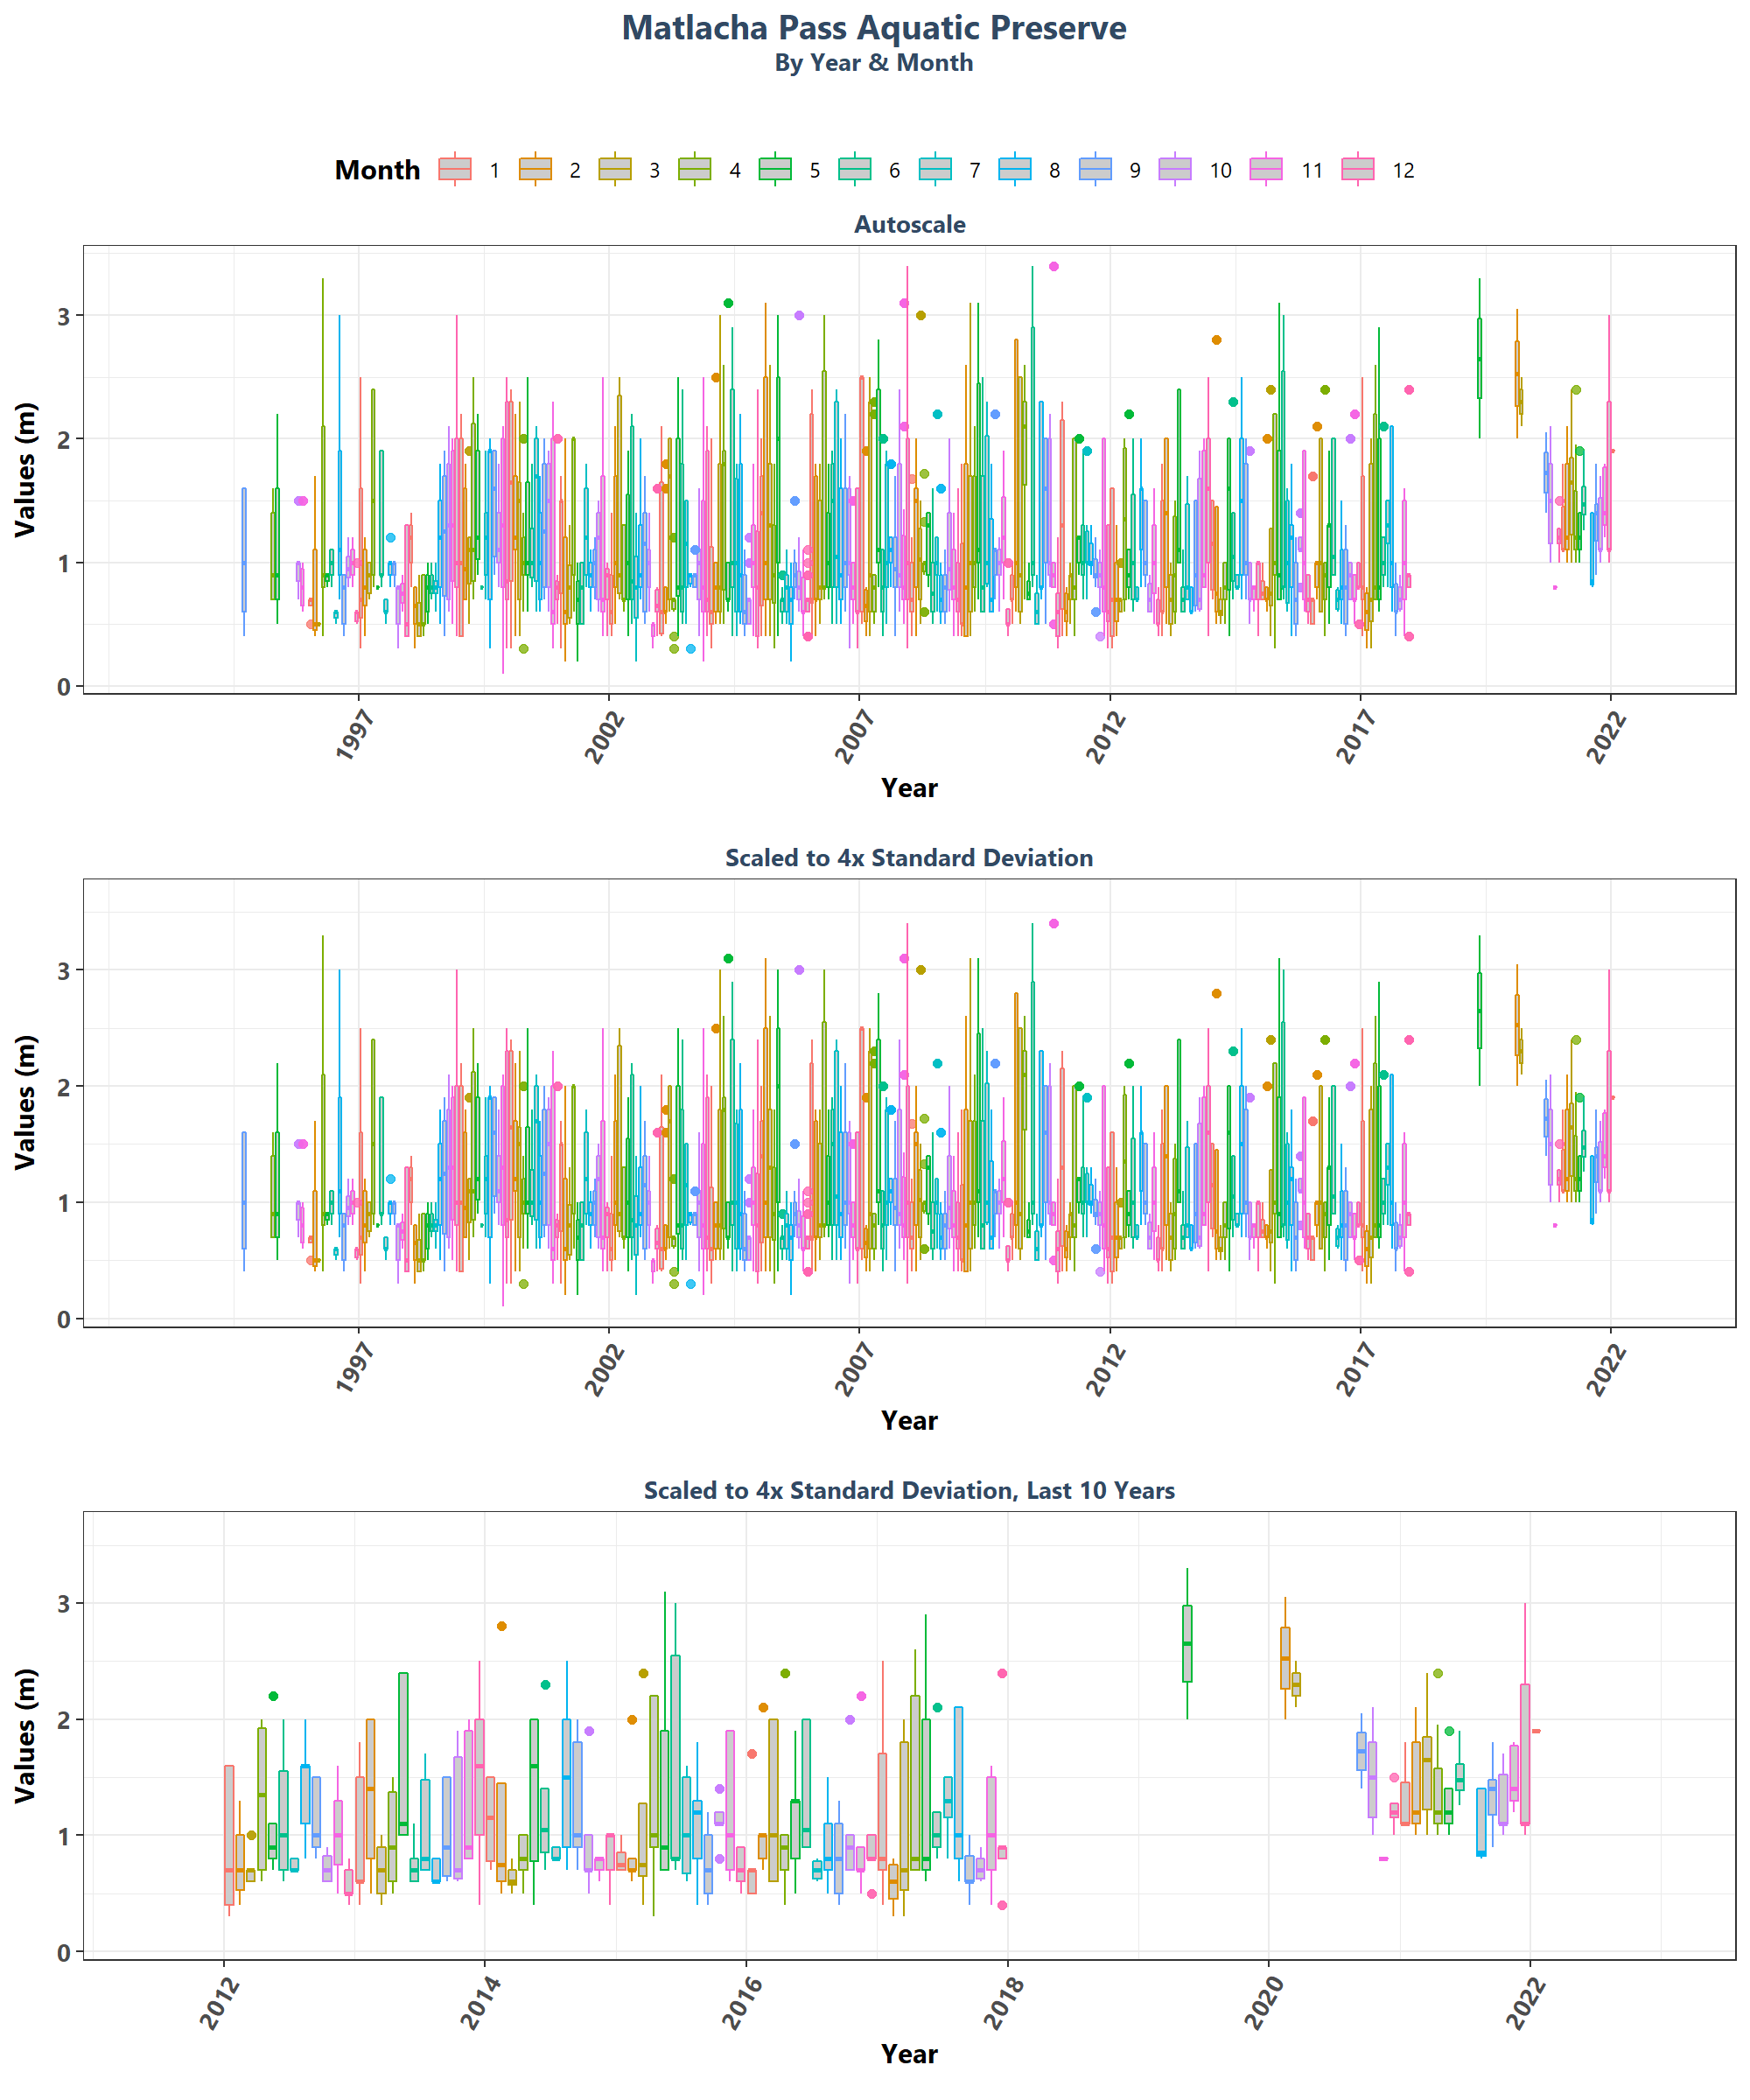 Matlacha Pass Aquatic Preserve
By Year & Month
Month 1 2 3 4 5 6 7 8 9 10 11 12
Autoscale
Values (m)
3
2
1
0
1997 2002 2007 2012 2017 2022
Year
Scaled to 4x Standard Deviation
Values (m)
3
2
1
0
1997 2002 2007 2012 2017 2022
Year
Scaled to 4x Standard Deviation, Last 10 Years
Values (m)
3
2
1
0
2012 2014 2016 2018 2020 2022
Year